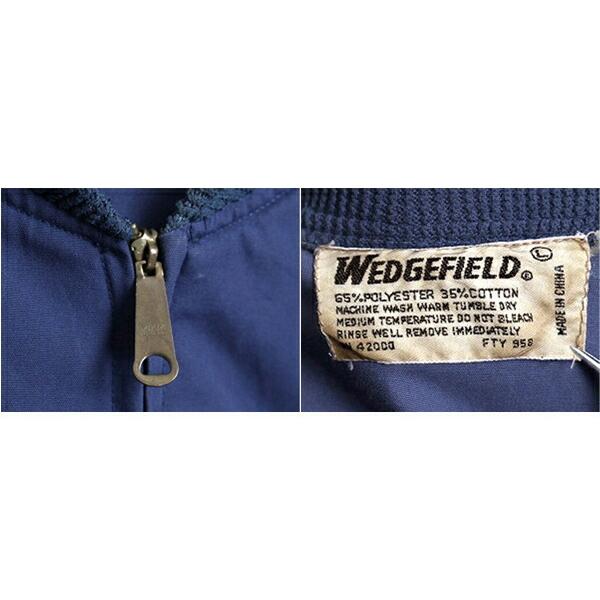 WEDGEFIELD®
L
65% POLYESTER 35% COTTON
MACHINE WASH WARM TUMBLE DRY
MEDIUM TEMPERATURE DO NOT BLEACH
RINSE WELL REMOVE IMMEDIATELY
42000 FTY 958
MADE IN CHINA